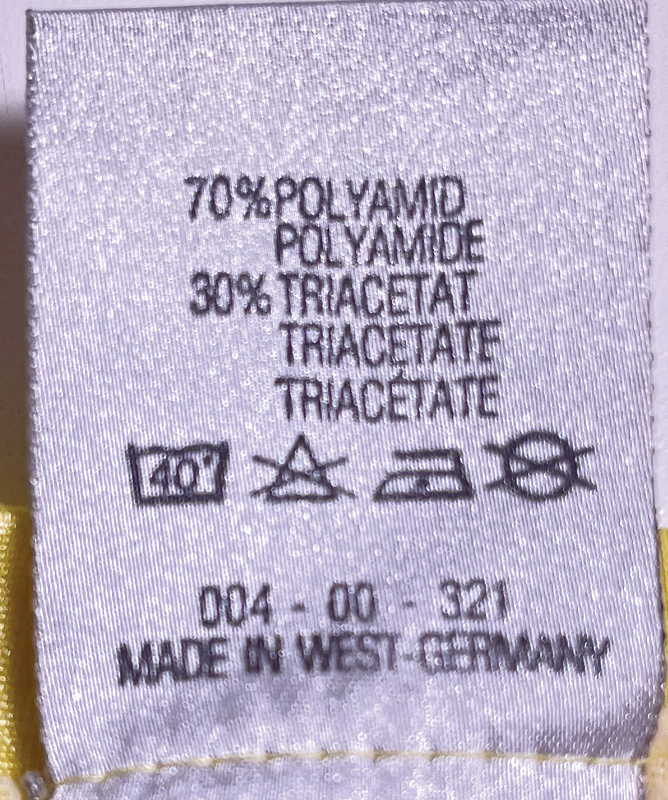 70% POLYAMID
POLYAMIDE
30% TRIACETAT
TRIACETATE
TRIACÉTATE
40°
004 - 00 - 321
MADE IN WEST-GERMANY